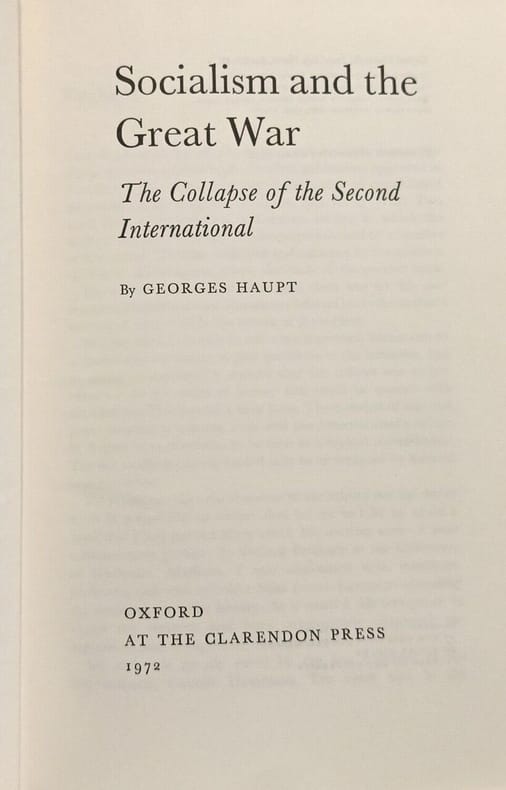 Socialism and the
Great War
The Collapse of the Second
International
By GEORGES HAUPT
OXFORD
AT THE CLARENDON PRESS
1972